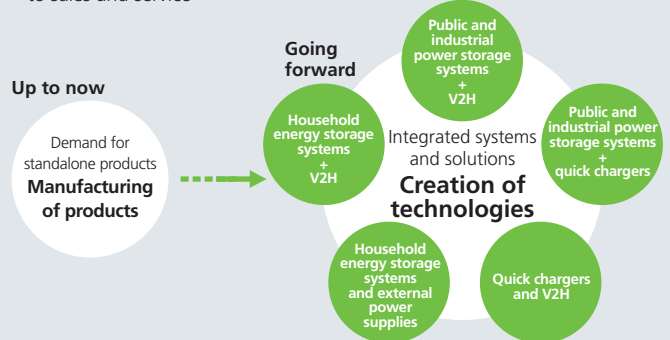 to sales and service
Up to now
Demand for
standalone products
Manufacturing
of products
Going
forward
Household
energy storage
systems
+
V2H
Public and
industrial
power storage
systems
+
V2H
Public and
industrial power
storage systems
+
quick chargers
Integrated systems
and solutions
Creation of
technologies
Household
energy storage
systems
and external
power
supplies
Quick chargers
and V2H